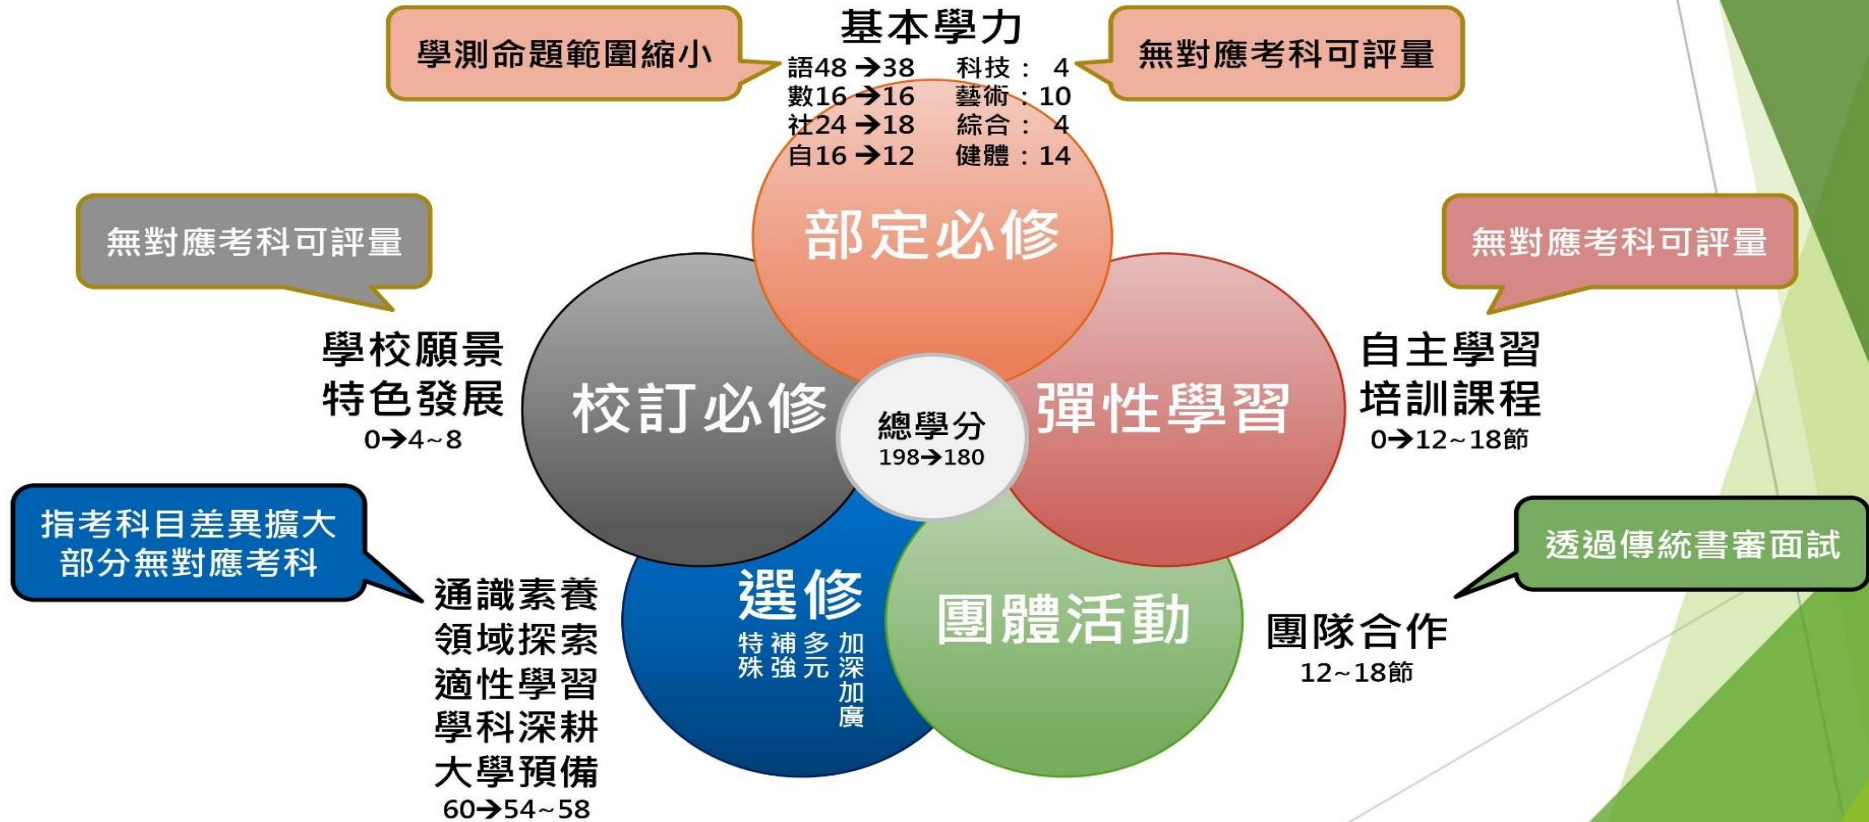 基本學力
學測命題範圍縮小
無對應考科可評量
語48➔38 科技： 4
數16➔16 藝術：10
社24➔18 綜合： 4
自16➔12 健體：14
部定必修
無對應考科可評量
學校願景
特色發展
0➔4~8
校訂必修
總學分
198➔180
彈性學習
無對應考科可評量
自主學習
培訓課程
0➔12~18節
指考科目差異擴大
部分無對應考科
通識素養
領域探索
適性學習
學科深耕
大學預備
60➔54~58
選修
加深加廣
多元
補強
特殊
團體活動
透過傳統書審面試
團隊合作
12~18節